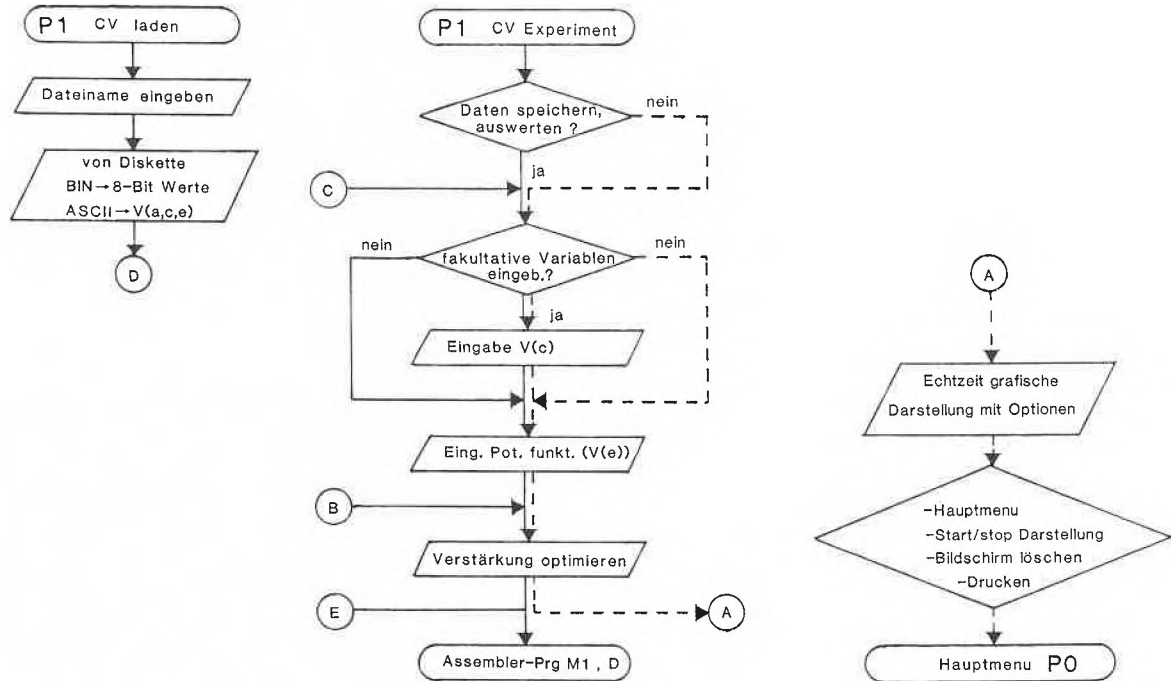 P1 CV laden
Dateiname eingeben
von Diskette
BIN→8-Bit Werte
ASCII→V(a,c,e)
D
P1 CV Experiment
Daten speichern,
auswerten ?
nein
ja
C
fakultative Variablen
eingeb.?
nein
nein
ja
Eingabe V(c)
Eing. Pot. funkt. (V(e))
B
Verstärkung optimieren
E
A
Assembler-Prg M1 , D
A
Echtzeit grafische
Darstellung mit Optionen
-Hauptmenu
-Start/stop Darstellung
-Bildschirm löschen
-Drucken
Hauptmenu P0